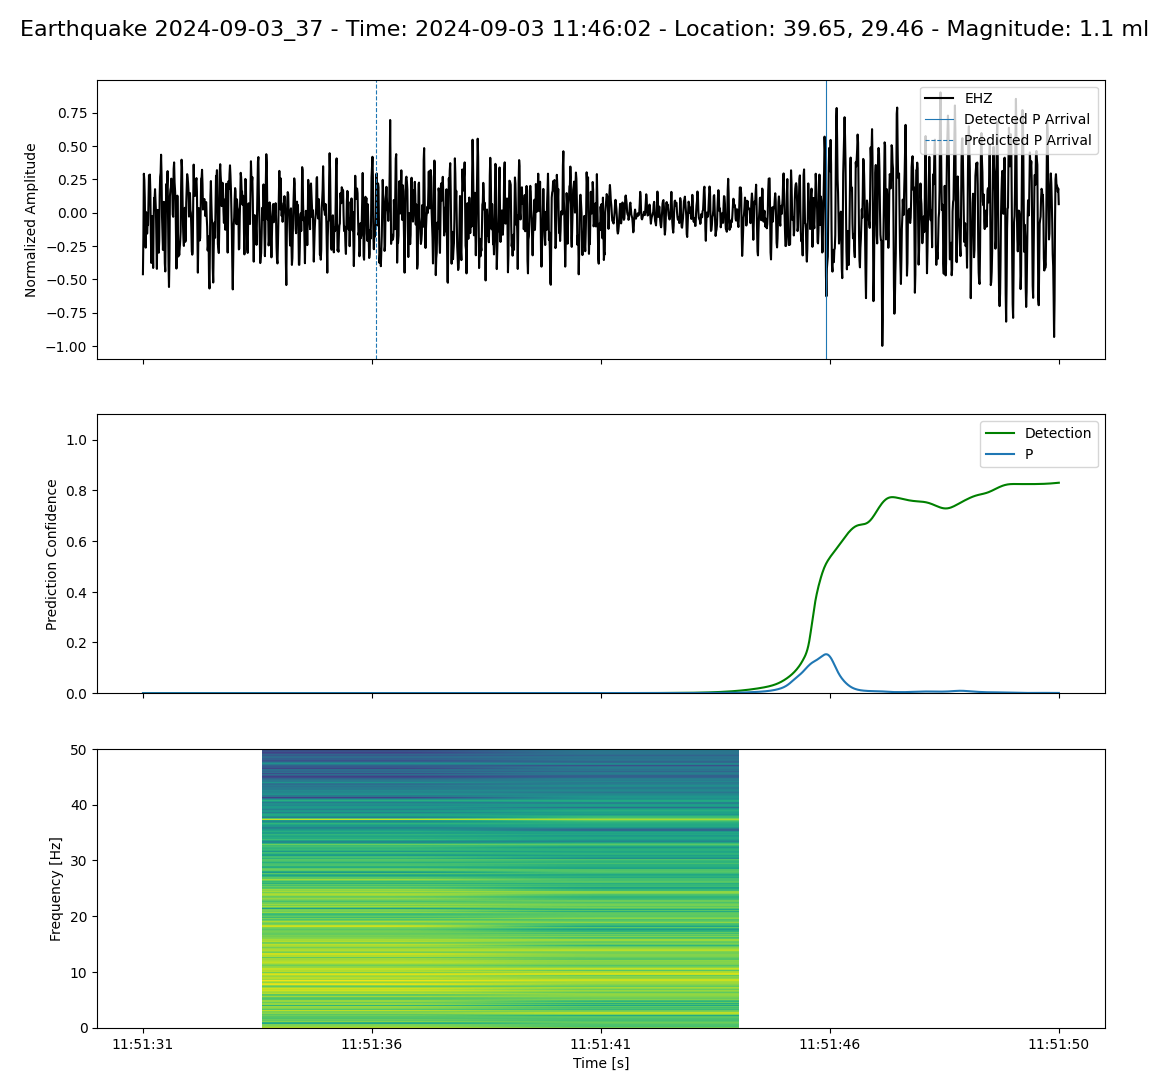 Earthquake 2024-09-03_37 - Time: 2024-09-03 11:46:02 - Location: 39.65, 29.46 - Magnitude: 1.1 ml
Normalized Amplitude
0.75
0.50
0.25
0.00
−0.25
−0.50
−0.75
−1.00
EHZ
Detected P Arrival
Predicted P Arrival
Prediction Confidence
1.0
0.8
0.6
0.4
0.2
0.0
Detection
P
Frequency [Hz]
50
40
30
20
10
0
11:51:31 11:51:36 11:51:41 11:51:46 11:51:50
Time [s]